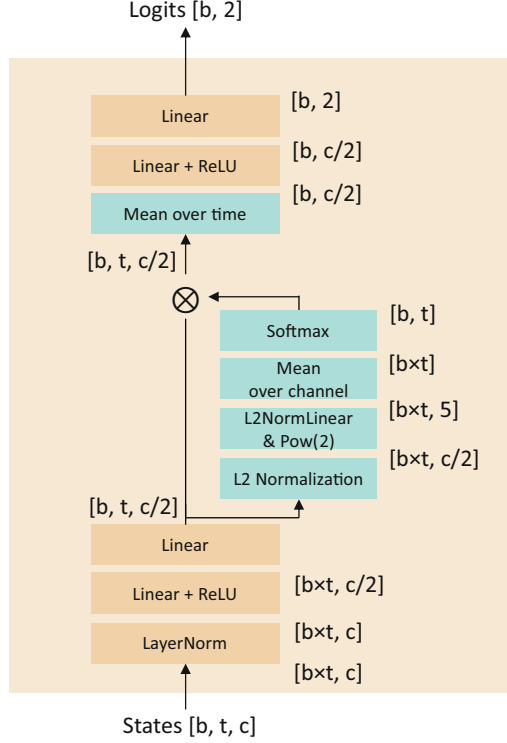 Logits [b, 2]
[b, 2]
Linear
[b, c/2]
Linear + ReLU
[b, c/2]
Mean over time
[b, t, c/2]
[b, t]
Softmax
[b×t]
Mean
over channel
[b×t, 5]
L2NormLinear
& Pow(2)
[b×t, c/2]
L2 Normalization
[b, t, c/2]
Linear
[b×t, c/2]
Linear + ReLU
[b×t, c]
LayerNorm
[b×t, c]
States [b, t, c]